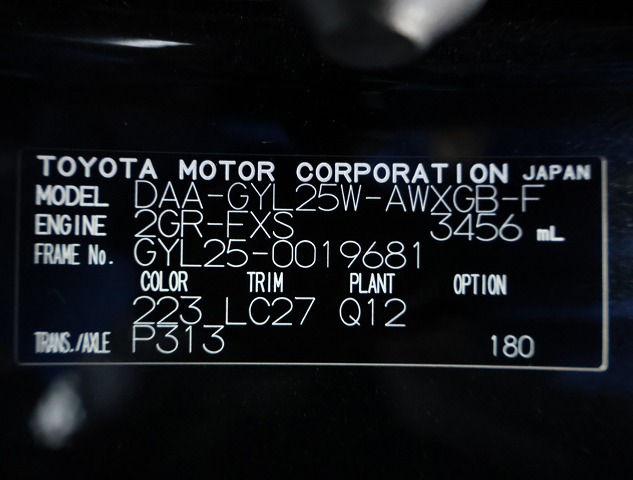 TOYOTA MOTOR CORPORATION JAPAN
MODEL DAA-GYL25W-AWXGB-F
ENGINE 2GR-FXS 3456 mL
FRAME No. GYL25-0019681
COLOR TRIM PLANT OPTION
223 LC27 Q12
TRANS./AXLE P313 180